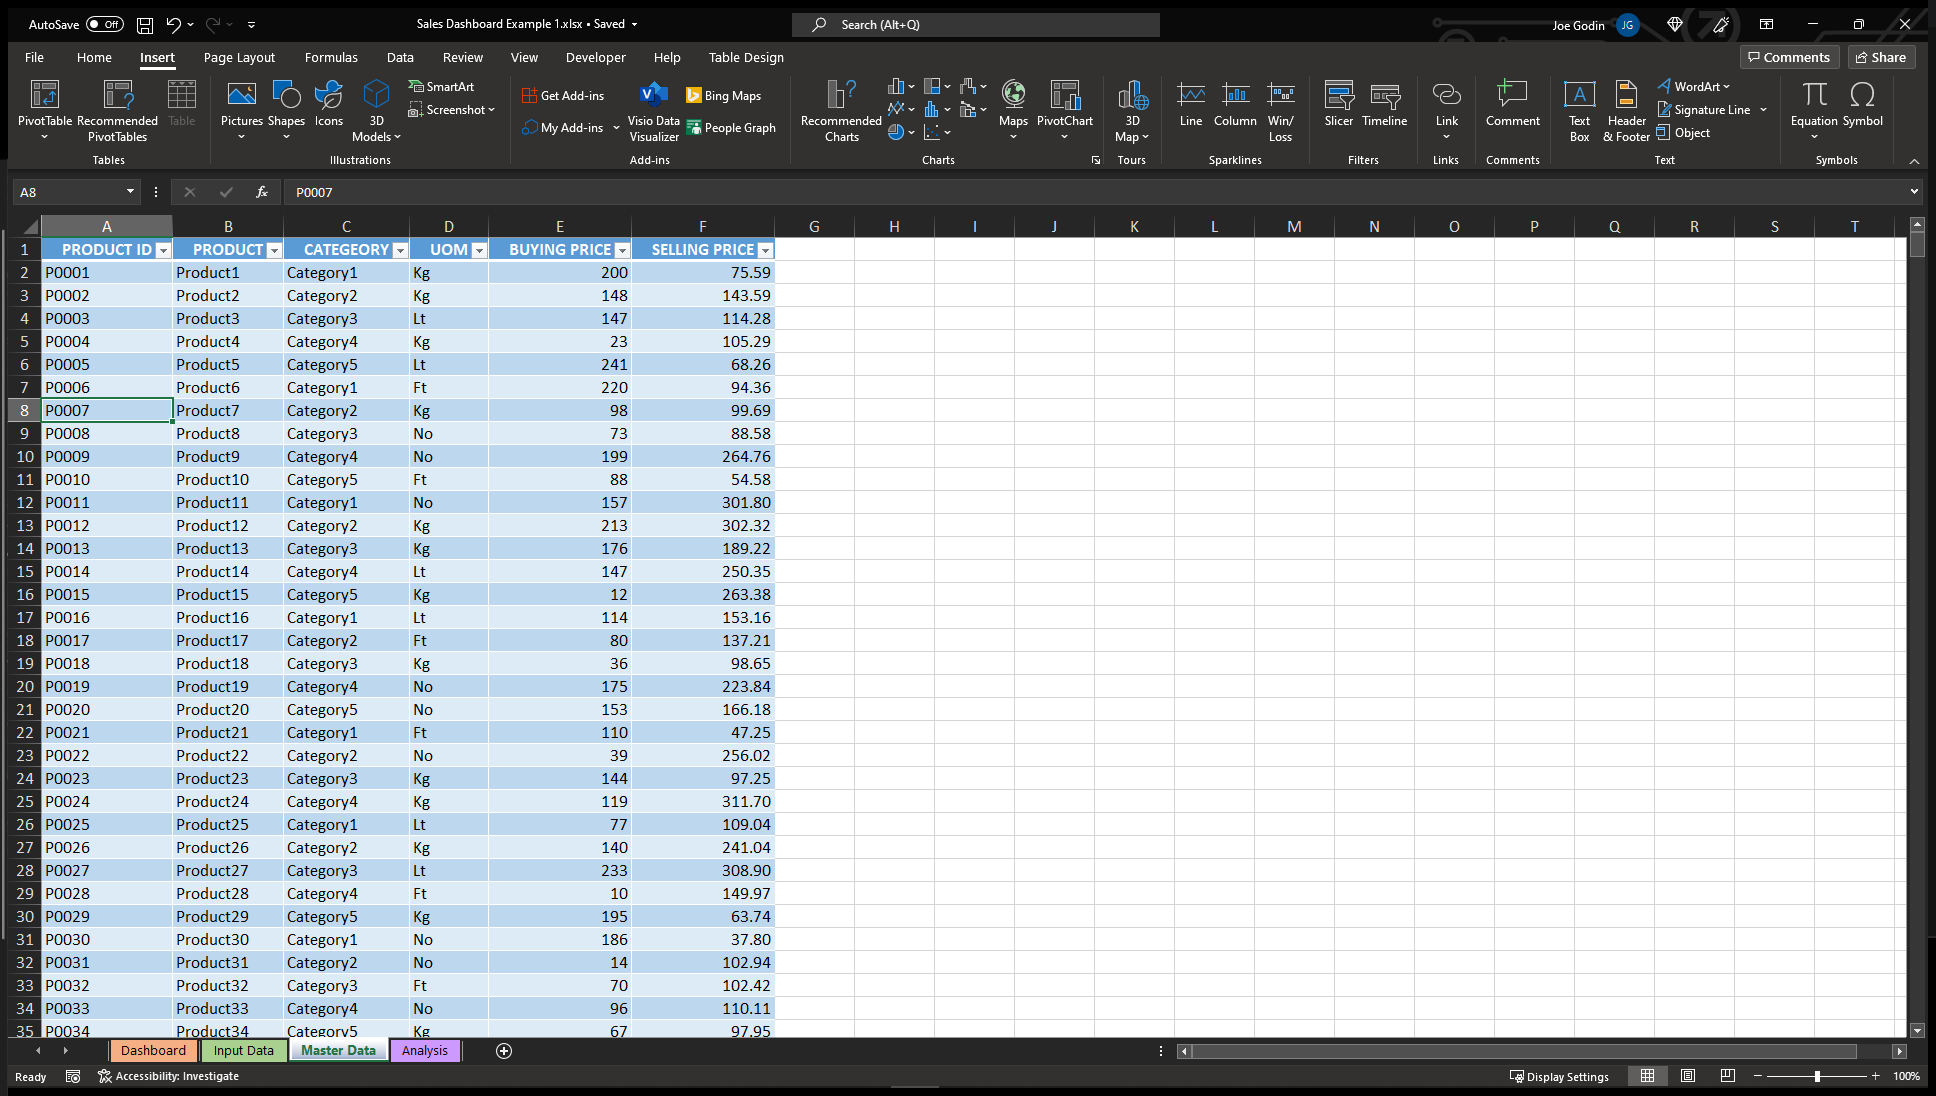 AutoSave Off Sales Dashboard Example 1.xlsx • Saved Search (Alt+Q) Joe Godin JG
File Home Insert Page Layout Formulas Data Review View Developer Help Table Design Comments Share
PivotTable Recommended PivotTables Table
Tables
Pictures Shapes Icons 3D Models SmartArt Screenshot
Illustrations
Get Add-ins My Add-ins Visio Data Visualizer Bing Maps People Graph
Add-ins
Recommended Charts Maps PivotChart
Charts
3D Map
Tours
Line Column Win/Loss
Sparklines
Slicer Timeline
Filters
Link
Links
Comment
Comments
Text Box Header & Footer WordArt Signature Line Object
Text
Equation Symbol
Symbols
A8 fx P0007
A B C D E F G H I J K L M N O P Q R S T
1 PRODUCT ID PRODUCT CATEGEORY UOM BUYING PRICE SELLING PRICE
2 P0001 Product1 Category1 Kg 200 75.59
3 P0002 Product2 Category2 Kg 148 143.59
4 P0003 Product3 Category3 Lt 147 114.28
5 P0004 Product4 Category4 Kg 23 105.29
6 P0005 Product5 Category5 Lt 241 68.26
7 P0006 Product6 Category1 Ft 220 94.36
8 P0007 Product7 Category2 Kg 98 99.69
9 P0008 Product8 Category3 No 73 88.58
10 P0009 Product9 Category4 No 199 264.76
11 P0010 Product10 Category5 Ft 88 54.58
12 P0011 Product11 Category1 No 157 301.80
13 P0012 Product12 Category2 Kg 213 302.32
14 P0013 Product13 Category3 Kg 176 189.22
15 P0014 Product14 Category4 Lt 147 250.35
16 P0015 Product15 Category5 Kg 12 263.38
17 P0016 Product16 Category1 Lt 114 153.16
18 P0017 Product17 Category2 Ft 80 137.21
19 P0018 Product18 Category3 Kg 36 98.65
20 P0019 Product19 Category4 No 175 223.84
21 P0020 Product20 Category5 No 153 166.18
22 P0021 Product21 Category1 Ft 110 47.25
23 P0022 Product22 Category2 No 39 256.02
24 P0023 Product23 Category3 Kg 144 97.25
25 P0024 Product24 Category4 Kg 119 311.70
26 P0025 Product25 Category1 Lt 77 109.04
27 P0026 Product26 Category2 Kg 140 241.04
28 P0027 Product27 Category3 Lt 233 308.90
29 P0028 Product28 Category4 Ft 10 149.97
30 P0029 Product29 Category5 Kg 195 63.74
31 P0030 Product30 Category1 No 186 37.80
32 P0031 Product31 Category2 No 14 102.94
33 P0032 Product32 Category3 Ft 70 102.42
34 P0033 Product33 Category4 No 96 110.11
35 P0034 Product34 Category5 Kg 67 97.95
Dashboard Input Data Master Data Analysis
Ready Accessibility: Investigate Display Settings 100%